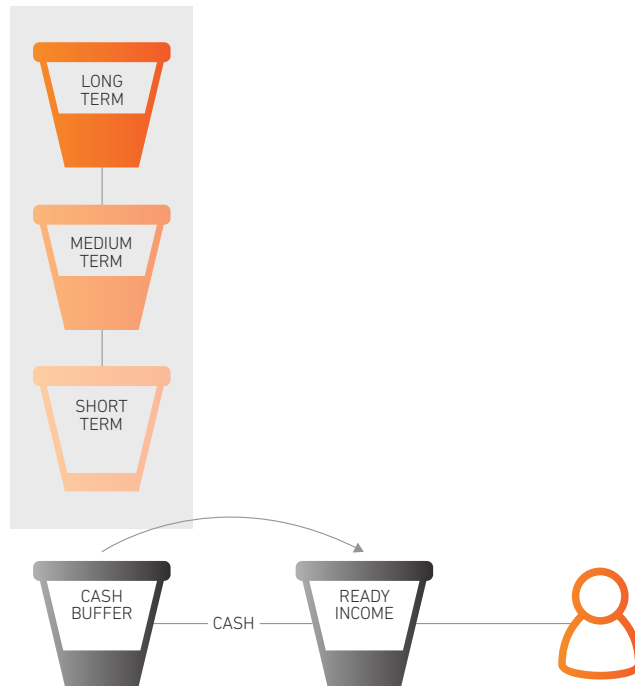 LONG
TERM
MEDIUM
TERM
SHORT
TERM
CASH
BUFFER
CASH
READY
INCOME